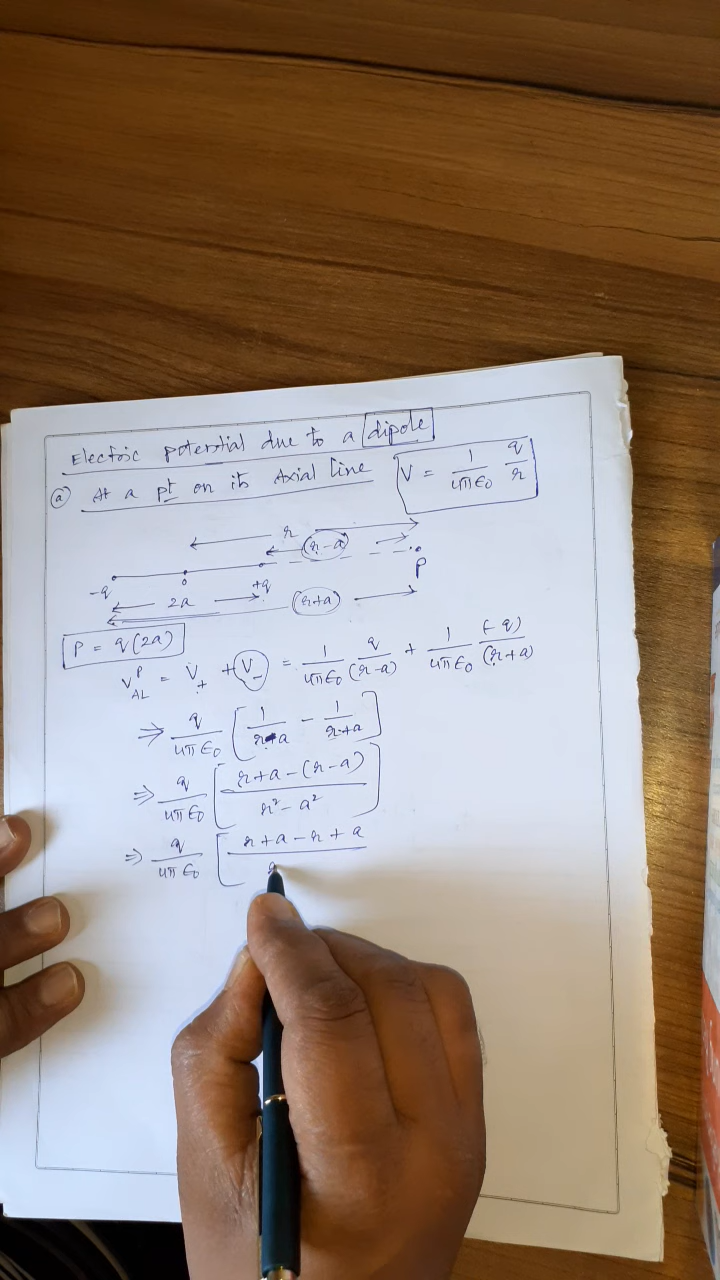 Electric potential due to a dipole
(a) At a pt on its Axial line
V = 1/4πε₀ q/r
r
(r-a)
-q 0 +q P
2a (r+a)
P = q(2a)
V_AL^P = V₊ + V₋ = 1/4πε₀ q/(r-a) + 1/4πε₀ (-q)/(r+a)
⇒ q/4πε₀ [1/r-a - 1/r+a]
⇒ q/4πε₀ [r+a-(r-a)/r²-a²]
⇒ q/4πε₀ [r+a-r+a/